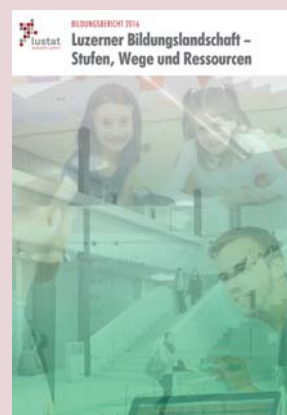 BILDUNGSBERICHT 2016
Luzerner Bildungslandschaft –
Stufen, Wege und Ressourcen
lustat